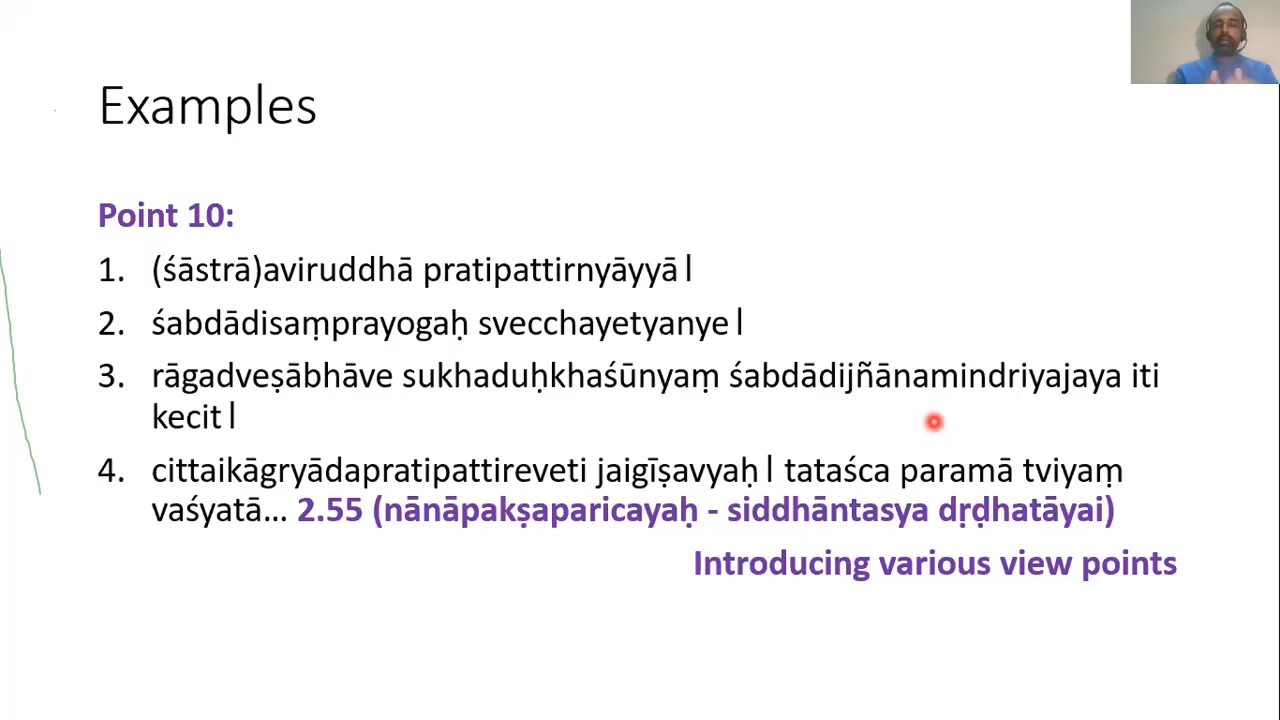 Examples
Point 10:
1. (śāstrā)aviruddhā pratipattirnyāyyā।
2. śabdādisaṃprayogaḥ svecchayetyanye।
3. rāgadveṣābhāve sukhaduḥkhaśūnyaṃ śabdādijñānamindriyajaya iti
kecit।
4. cittaikāgryādapratipattireveti jaigīṣavyaḥ। tataśca paramā tviyaṃ
vaśyatā... 2.55 (nānāpakṣaparicayaḥ - siddhāntasya dṛḍhatāyai)
Introducing various view points